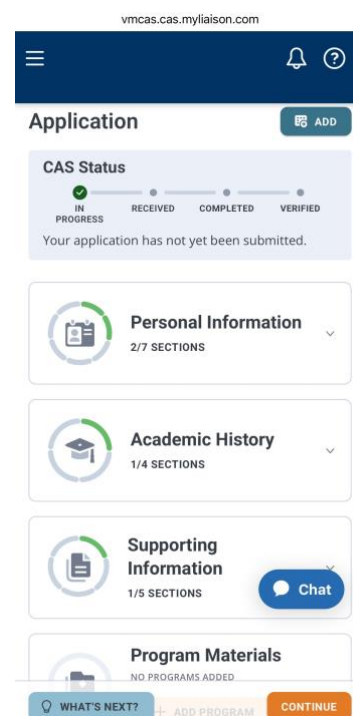 vmcas.cas.myliaison.com
Application
ADD
CAS Status
IN PROGRESS
RECEIVED
COMPLETED
VERIFIED
Your application has not yet been submitted.
Personal Information
2/7 SECTIONS
Academic History
1/4 SECTIONS
Supporting
Information
1/5 SECTIONS
Chat
Program Materials
NO PROGRAMS ADDED
WHAT'S NEXT?
+ ADD PROGRAM
CONTINUE